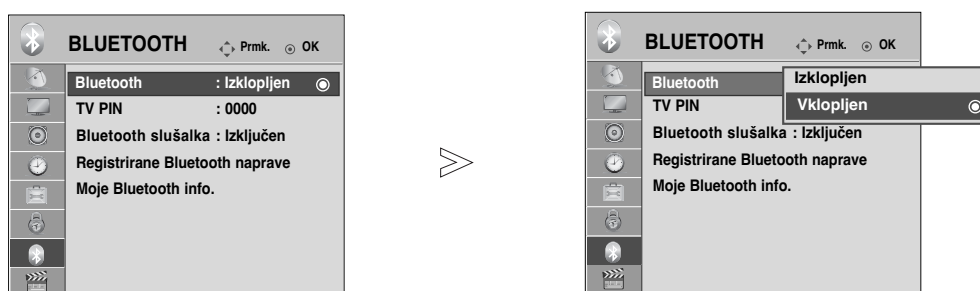 BLUETOOTH Prmk. OK
Bluetooth : Izklopljen
TV PIN : 0000
Bluetooth slušalka : Izključen
Registrirane Bluetooth naprave
Moje Bluetooth info.
BLUETOOTH Prmk. OK
Bluetooth
Izklopljen
Vklopljen
TV PIN
Bluetooth slušalka : Izključen
Registrirane Bluetooth naprave
Moje Bluetooth info.